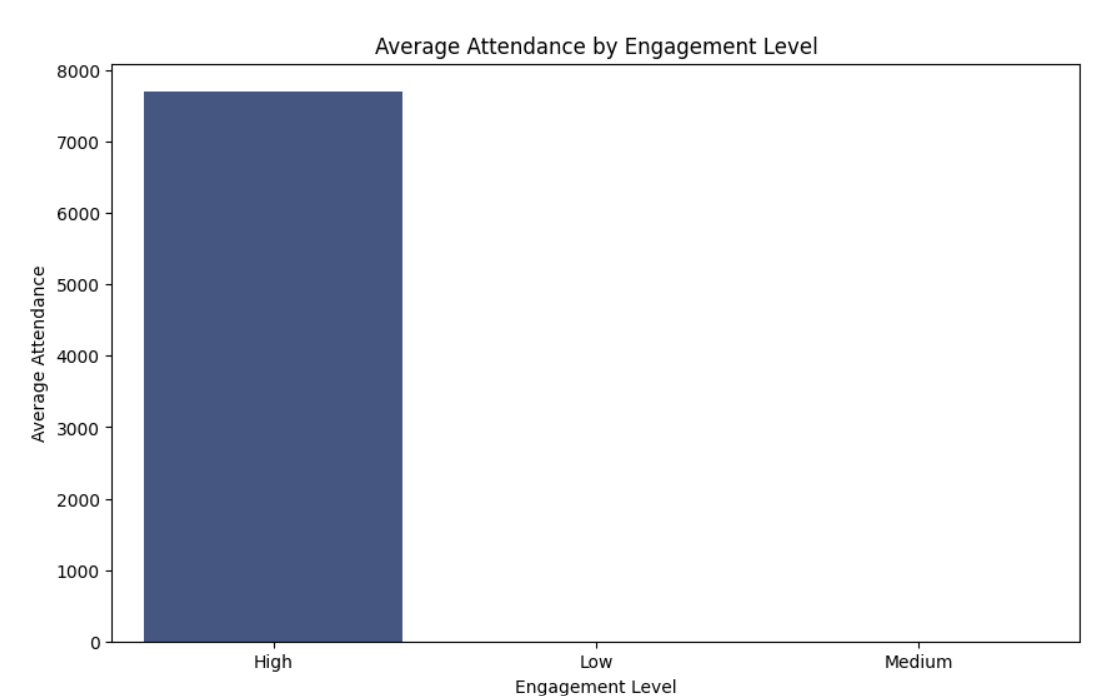 Average Attendance by Engagement Level
8000
7000
6000
5000
4000
3000
2000
1000
0
Average Attendance
High Low Medium
Engagement Level